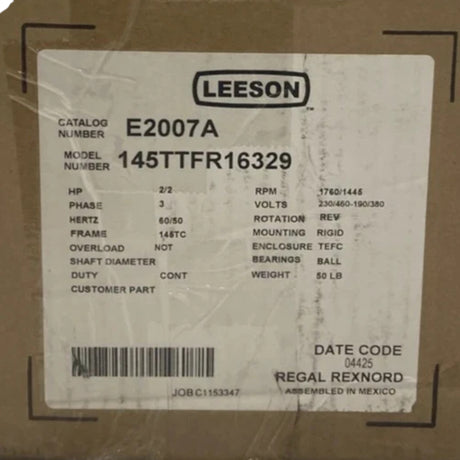 LEESON
™
CATALOG NUMBER E2007A
MODEL NUMBER 145TTFR16329
HP 2/2 RPM 1760/1445
PHASE 3 VOLTS 230/460-190/380
HERTZ 60/50 ROTATION REV
FRAME 145TC MOUNTING RIGID
OVERLOAD NOT ENCLOSURE TEFC
SHAFT DIAMETER BEARINGS BALL
DUTY CONT WEIGHT 50 LB
CUSTOMER PART
DATE CODE
04425
JOB C1153347 REGAL REXNORD
ASSEMBLED IN MEXICO